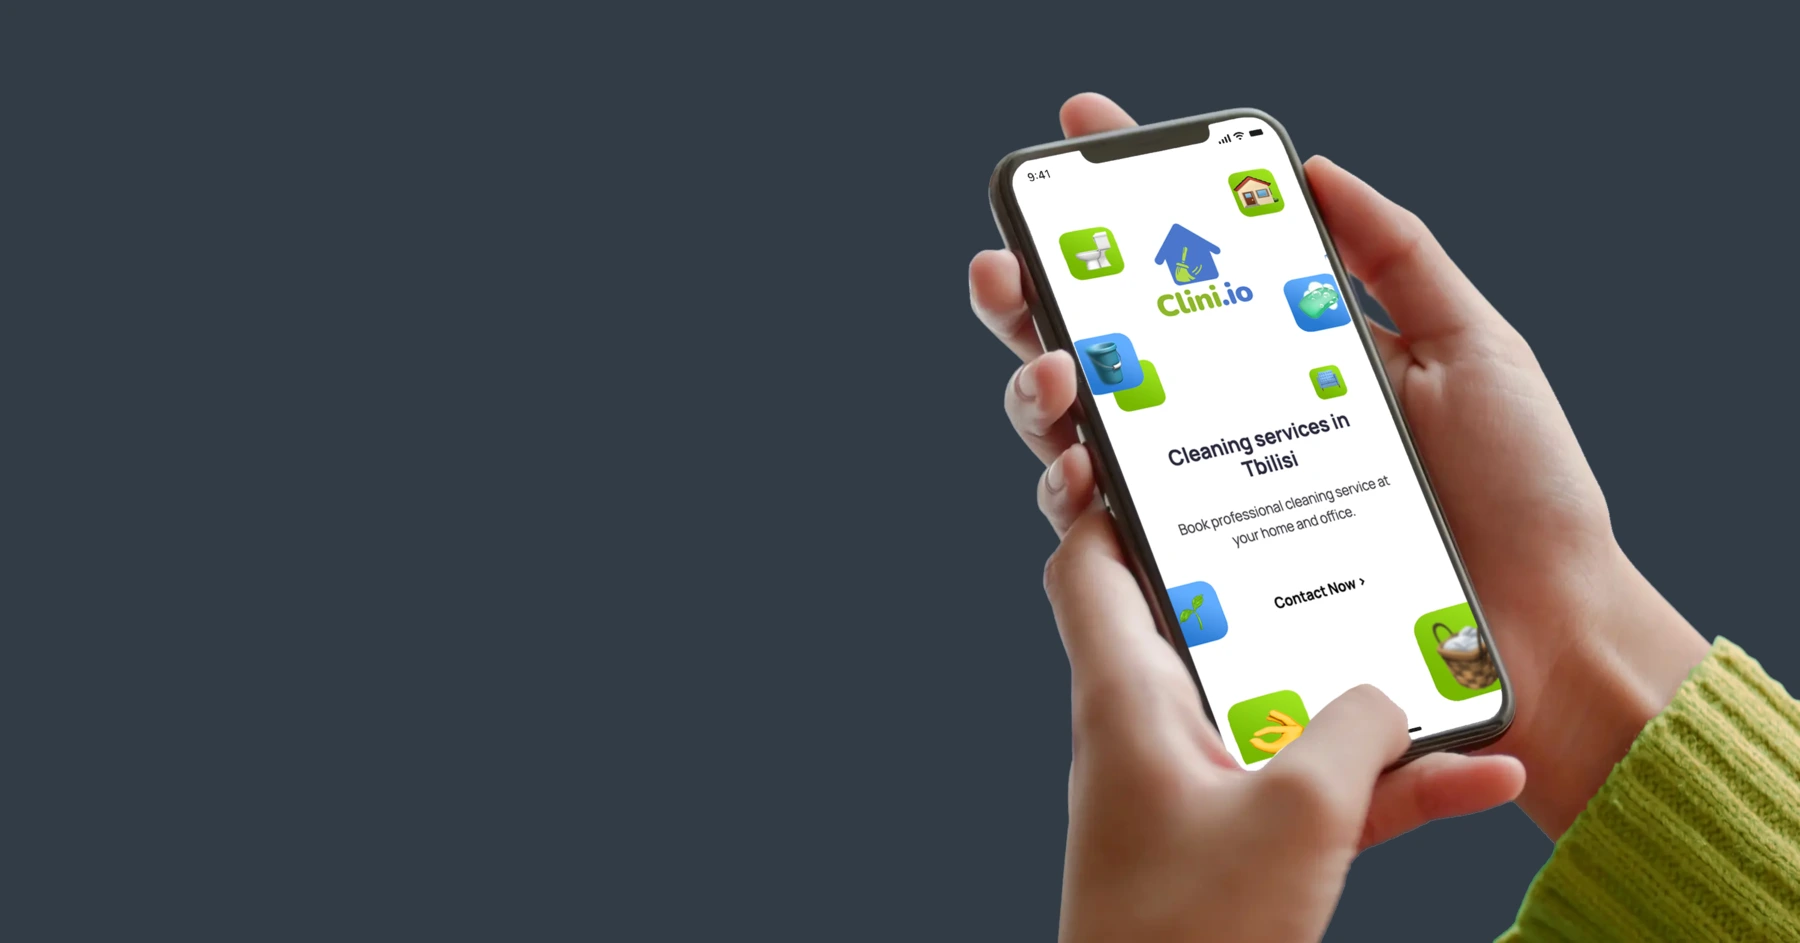 9:41
Clini.io
Cleaning services in
Tbilisi
Book professional cleaning service at
your home and office.
Contact Now ›